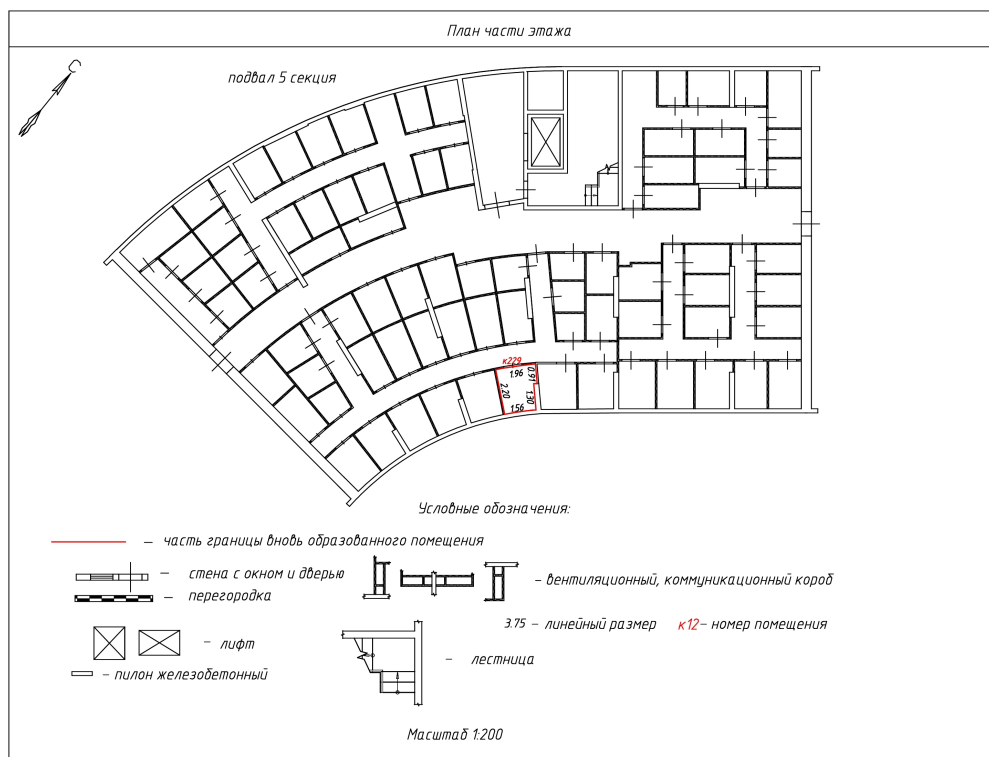 План части этажа
С
подвал 5 секция
к229
1.96
0.91
2.20
1.30
1.56
Условные обозначения:
— часть границы вновь образованного помещения
— стена с окном и дверью
— перегородка
— вентиляционный, коммуникационный короб
3.75 — линейный размер к12 — номер помещения
— лифт
— лестница
— пилон железобетонный
Масштаб 1:200